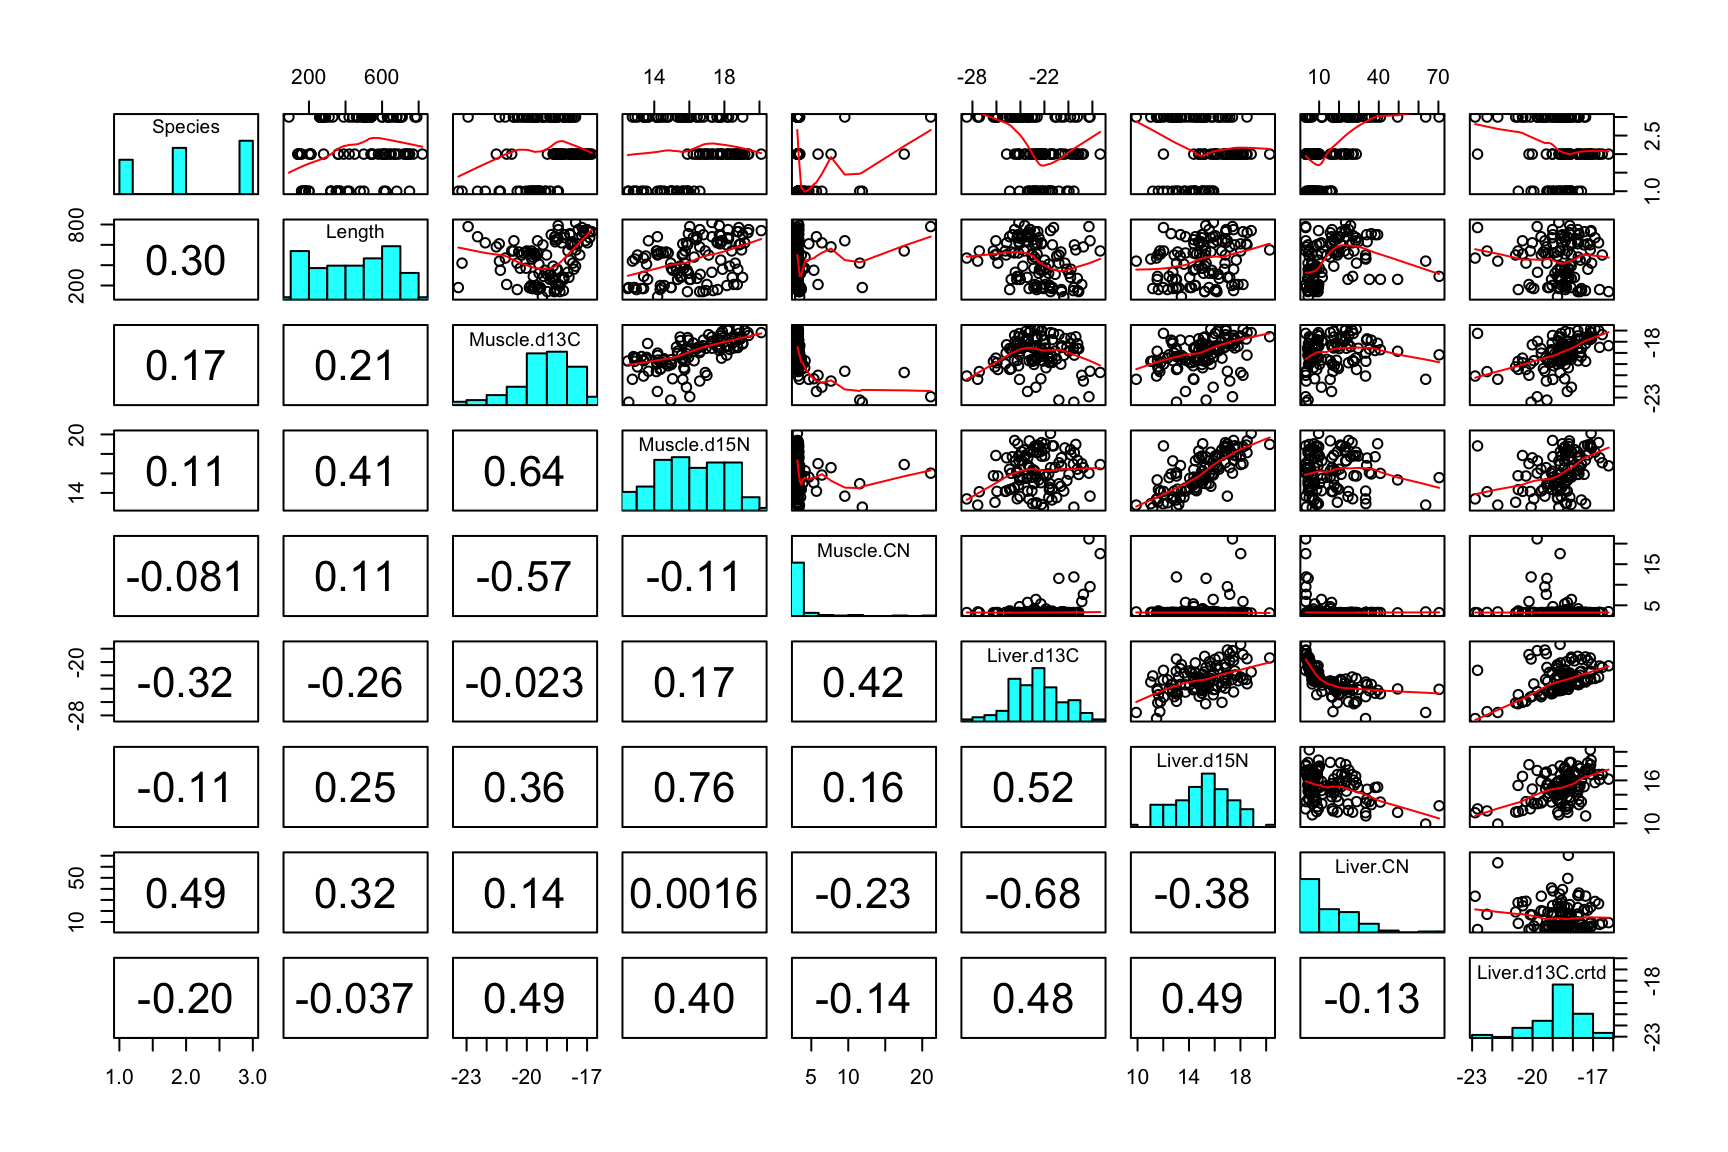 200 600 14 18 -28 -22 10 40 70
Species 1.0 2.5
200 800 0.30 Length
0.17 0.21 Muscle.d13C -23 -18
14 20 0.11 0.41 0.64 Muscle.d15N
-0.081 0.11 -0.57 -0.11 Muscle.CN 5 15
-28 -20 -0.32 -0.26 -0.023 0.17 0.42 Liver.d13C
-0.11 0.25 0.36 0.76 0.16 0.52 Liver.d15N 10 16
10 50 0.49 0.32 0.14 0.0016 -0.23 -0.68 -0.38 Liver.CN
-0.20 -0.037 0.49 0.40 -0.14 0.48 0.49 -0.13 Liver.d13C.crtd -23 -18
1.0 2.0 3.0 -23 -20 -17 5 10 20 10 14 18 -23 -20 -17